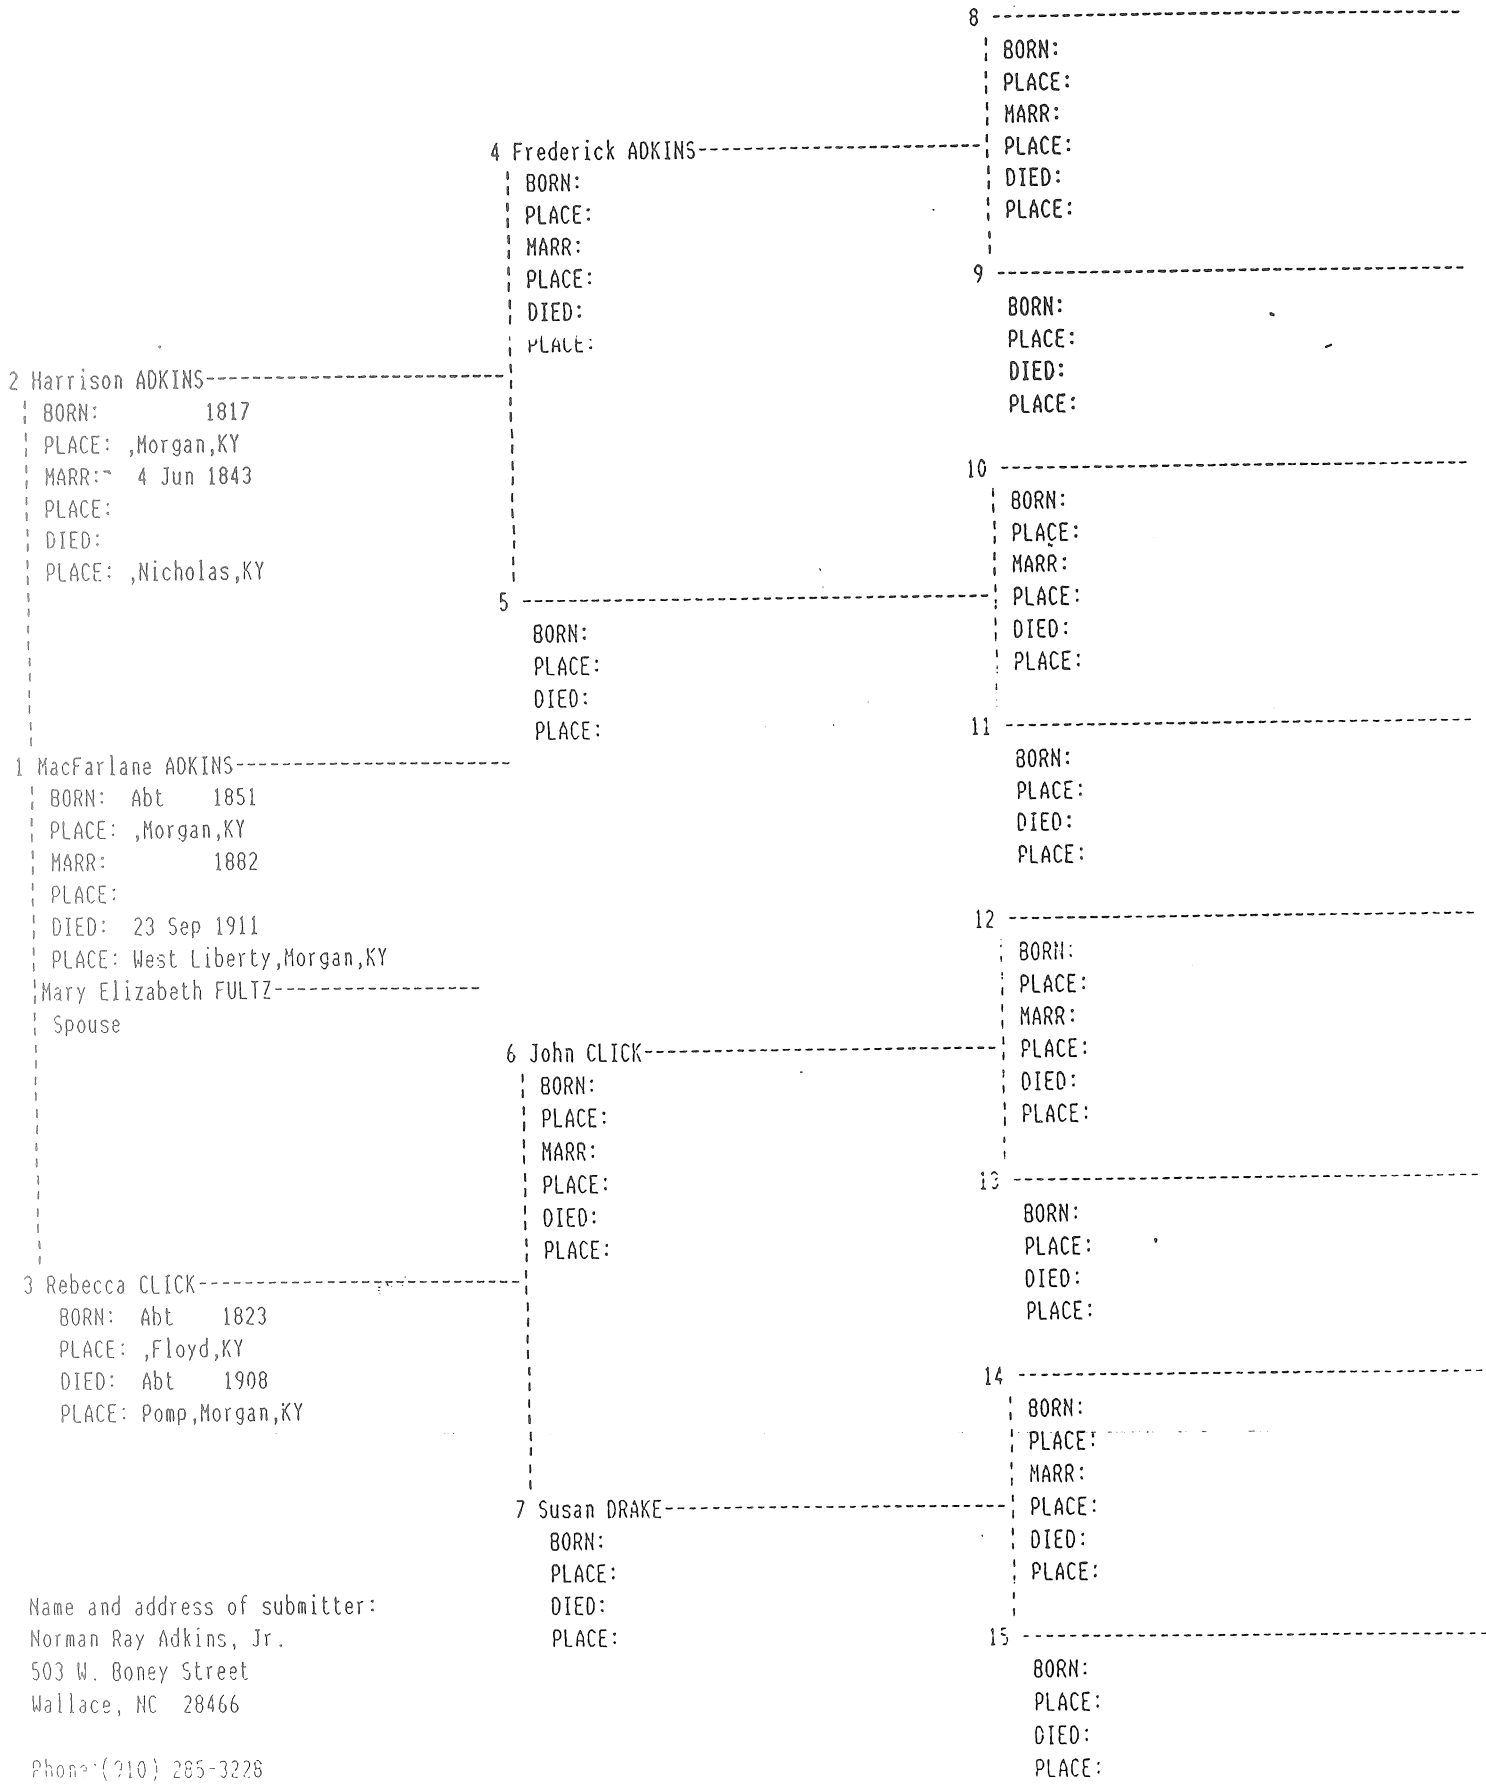 8
BORN:
PLACE:
MARR:
PLACE:
DIED:
PLACE:
4 Frederick ADKINS
BORN:
PLACE:
MARR:
PLACE:
DIED:
PLACE:
9
BORN:
PLACE:
DIED:
PLACE:
2 Harrison ADKINS
BORN: 1817
PLACE: ,Morgan,KY
MARR: 4 Jun 1843
PLACE:
DIED:
PLACE: ,Nicholas,KY
10
BORN:
PLACE:
MARR:
PLACE:
DIED:
PLACE:
5
BORN:
PLACE:
DIED:
PLACE:
11
BORN:
PLACE:
DIED:
PLACE:
1 MacFarlane ADKINS
BORN: Abt 1851
PLACE: ,Morgan,KY
MARR: 1882
PLACE:
DIED: 23 Sep 1911
PLACE: West Liberty,Morgan,KY
Mary Elizabeth FULTZ
Spouse
12
BORN:
PLACE:
MARR:
PLACE:
DIED:
PLACE:
6 John CLICK
BORN:
PLACE:
MARR:
PLACE:
DIED:
PLACE:
13
BORN:
PLACE:
DIED:
PLACE:
3 Rebecca CLICK
BORN: Abt 1823
PLACE: ,Floyd,KY
DIED: Abt 1908
PLACE: Pomp,Morgan,KY
14
BORN:
PLACE:
MARR:
PLACE:
DIED:
PLACE:
7 Susan DRAKE
BORN:
PLACE:
DIED:
PLACE:
15
BORN:
PLACE:
DIED:
PLACE:
Name and address of submitter:
Norman Ray Adkins, Jr.
503 W. Boney Street
Wallace, NC 28466
Phone:(910) 285-3228